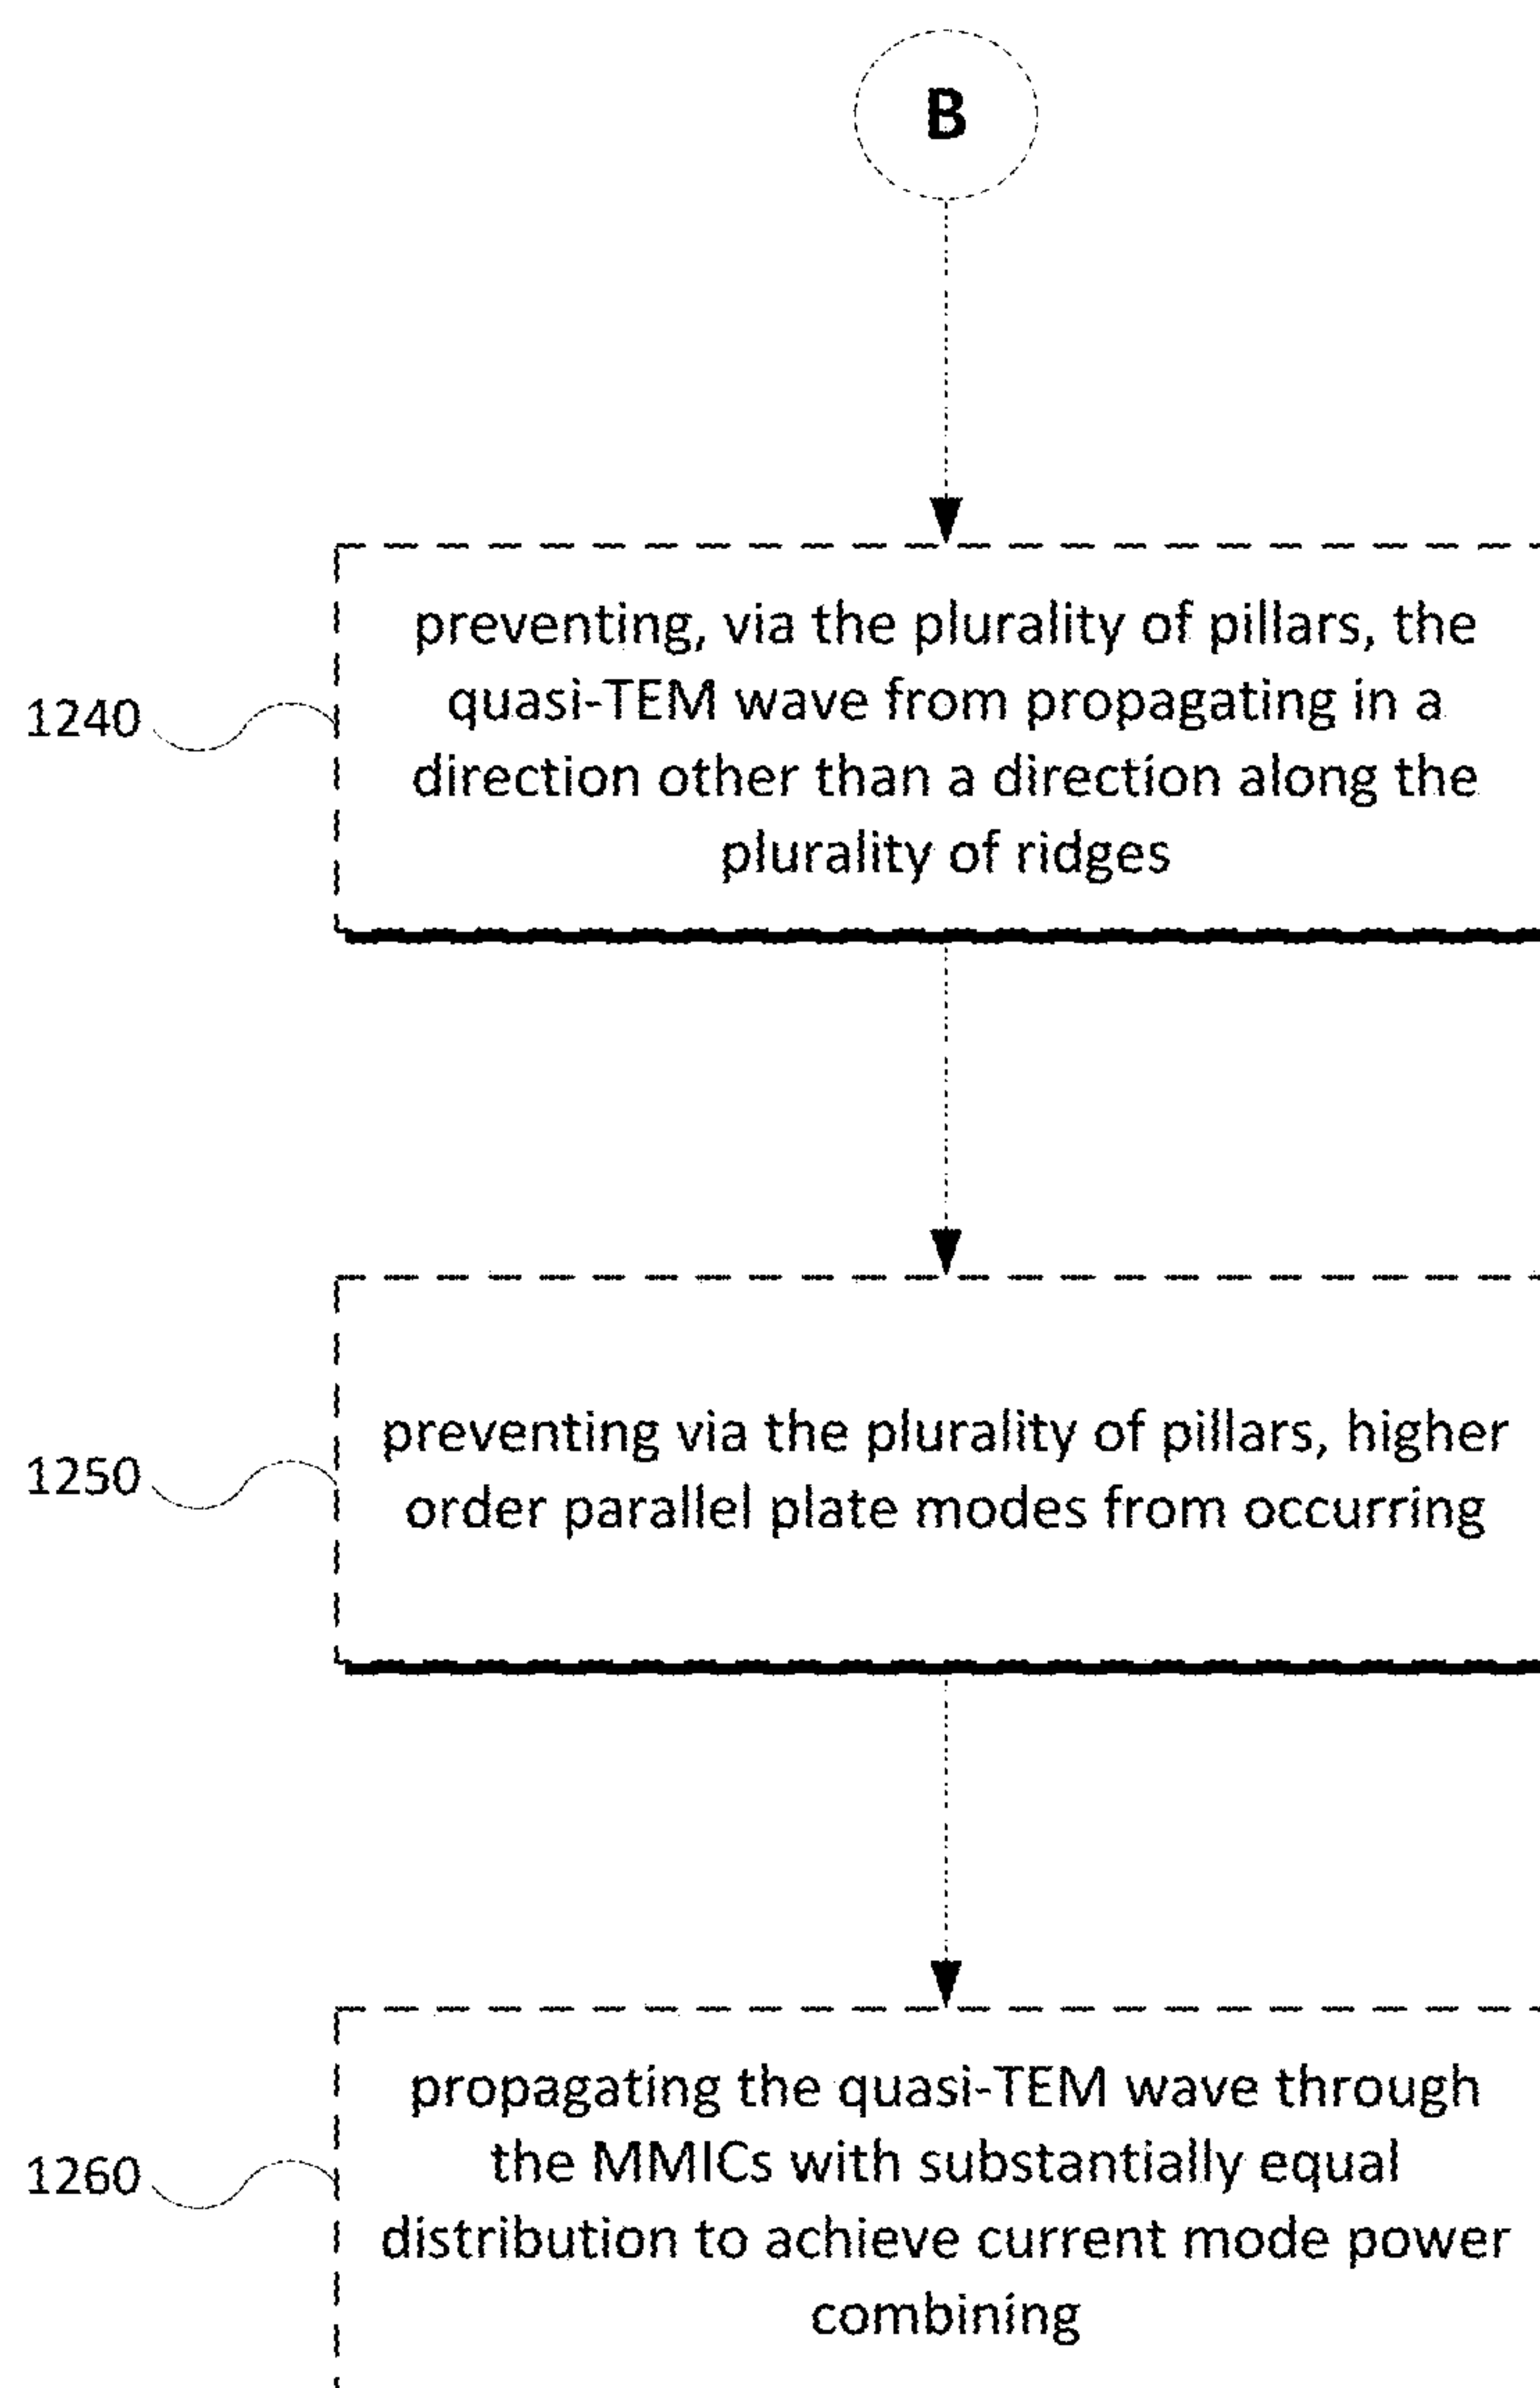 B
preventing, via the plurality of pillars, the
quasi-TEM wave from propagating in a
direction other than a direction along the
plurality of ridges
1240
preventing via the plurality of pillars, higher
order parallel plate modes from occurring
1250
propagating the quasi-TEM wave through
the MMICs with substantially equal
distribution to achieve current mode power
combining
1260